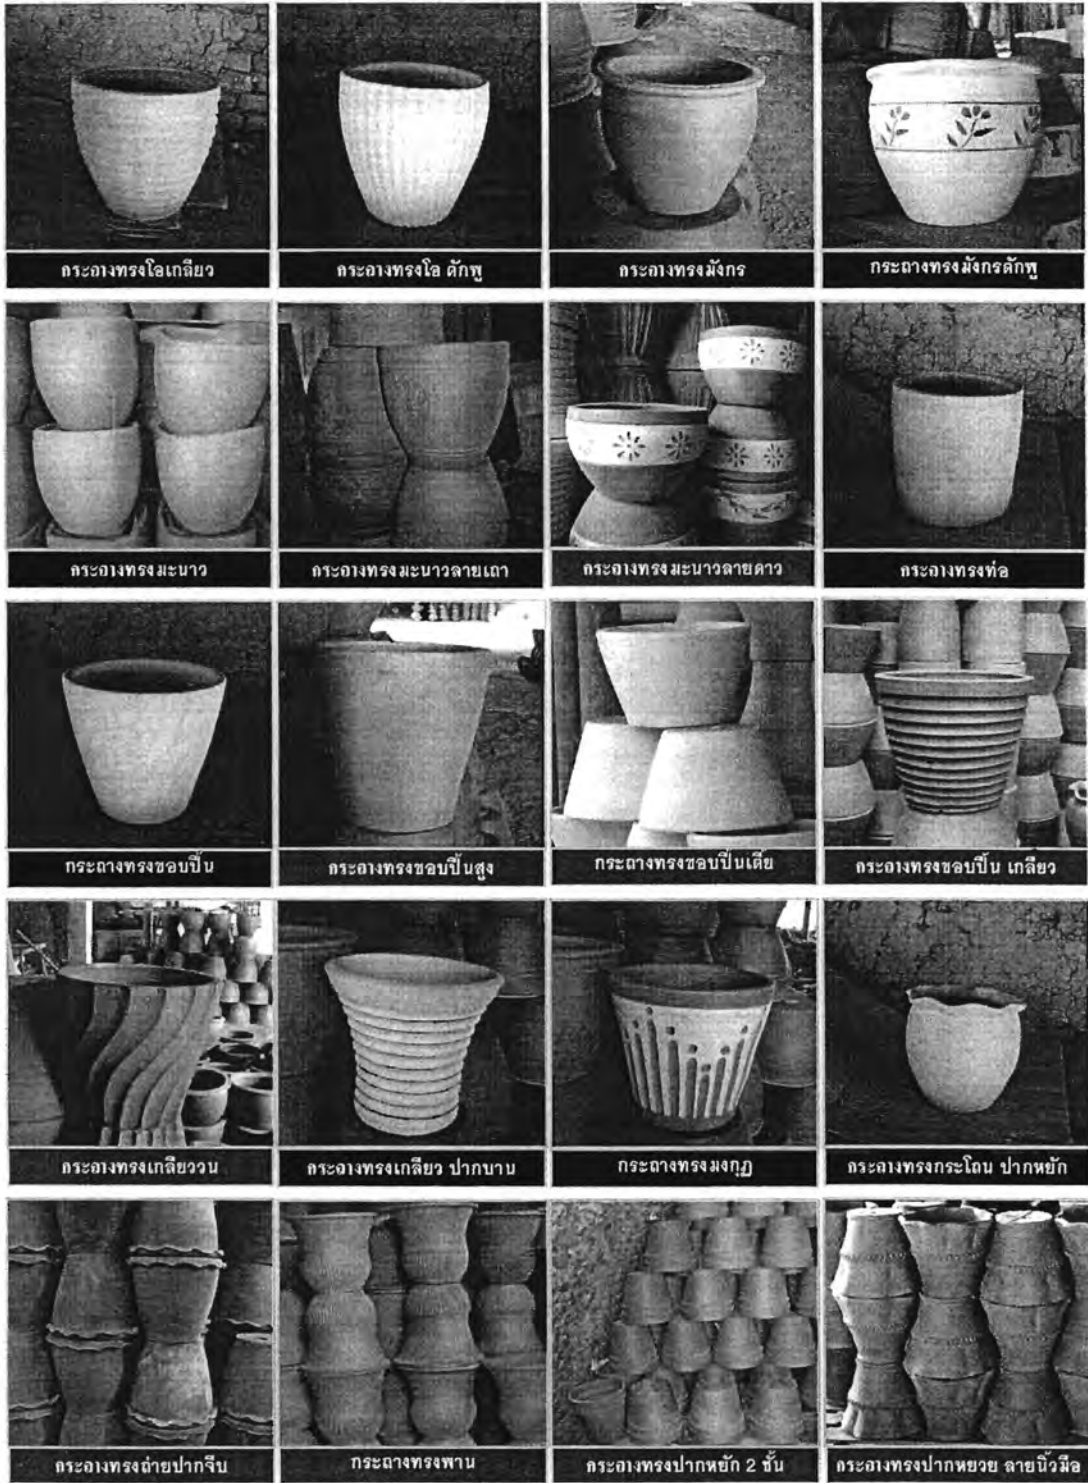 กระถางทรงโอเกลียว
กระถางทรงโอ ดักพู
กระถางทรงมังกร
กระถางทรงมังกรดักพู
กระถางทรงมะนาว
กระถางทรงมะนาวลายเถา
กระถางทรงมะนาวลายดาว
กระถางทรงท่อ
กระถางทรงขอบปั้น
กระถางทรงขอบปั้นสูง
กระถางทรงขอบปั้นเตี้ย
กระถางทรงขอบปั้น เกลียว
กระถางทรงเกลียววน
กระถางทรงเกลียว ปากบาน
กระถางทรงมงกุฎ
กระถางทรงกระโถน ปากหยัก
กระถางทรงถ่ายปากจีบ
กระถางทรงพาน
กระถางทรงปากหยัก 2 ชั้น
กระถางทรงปากหยวย ลายนิ้วมือ